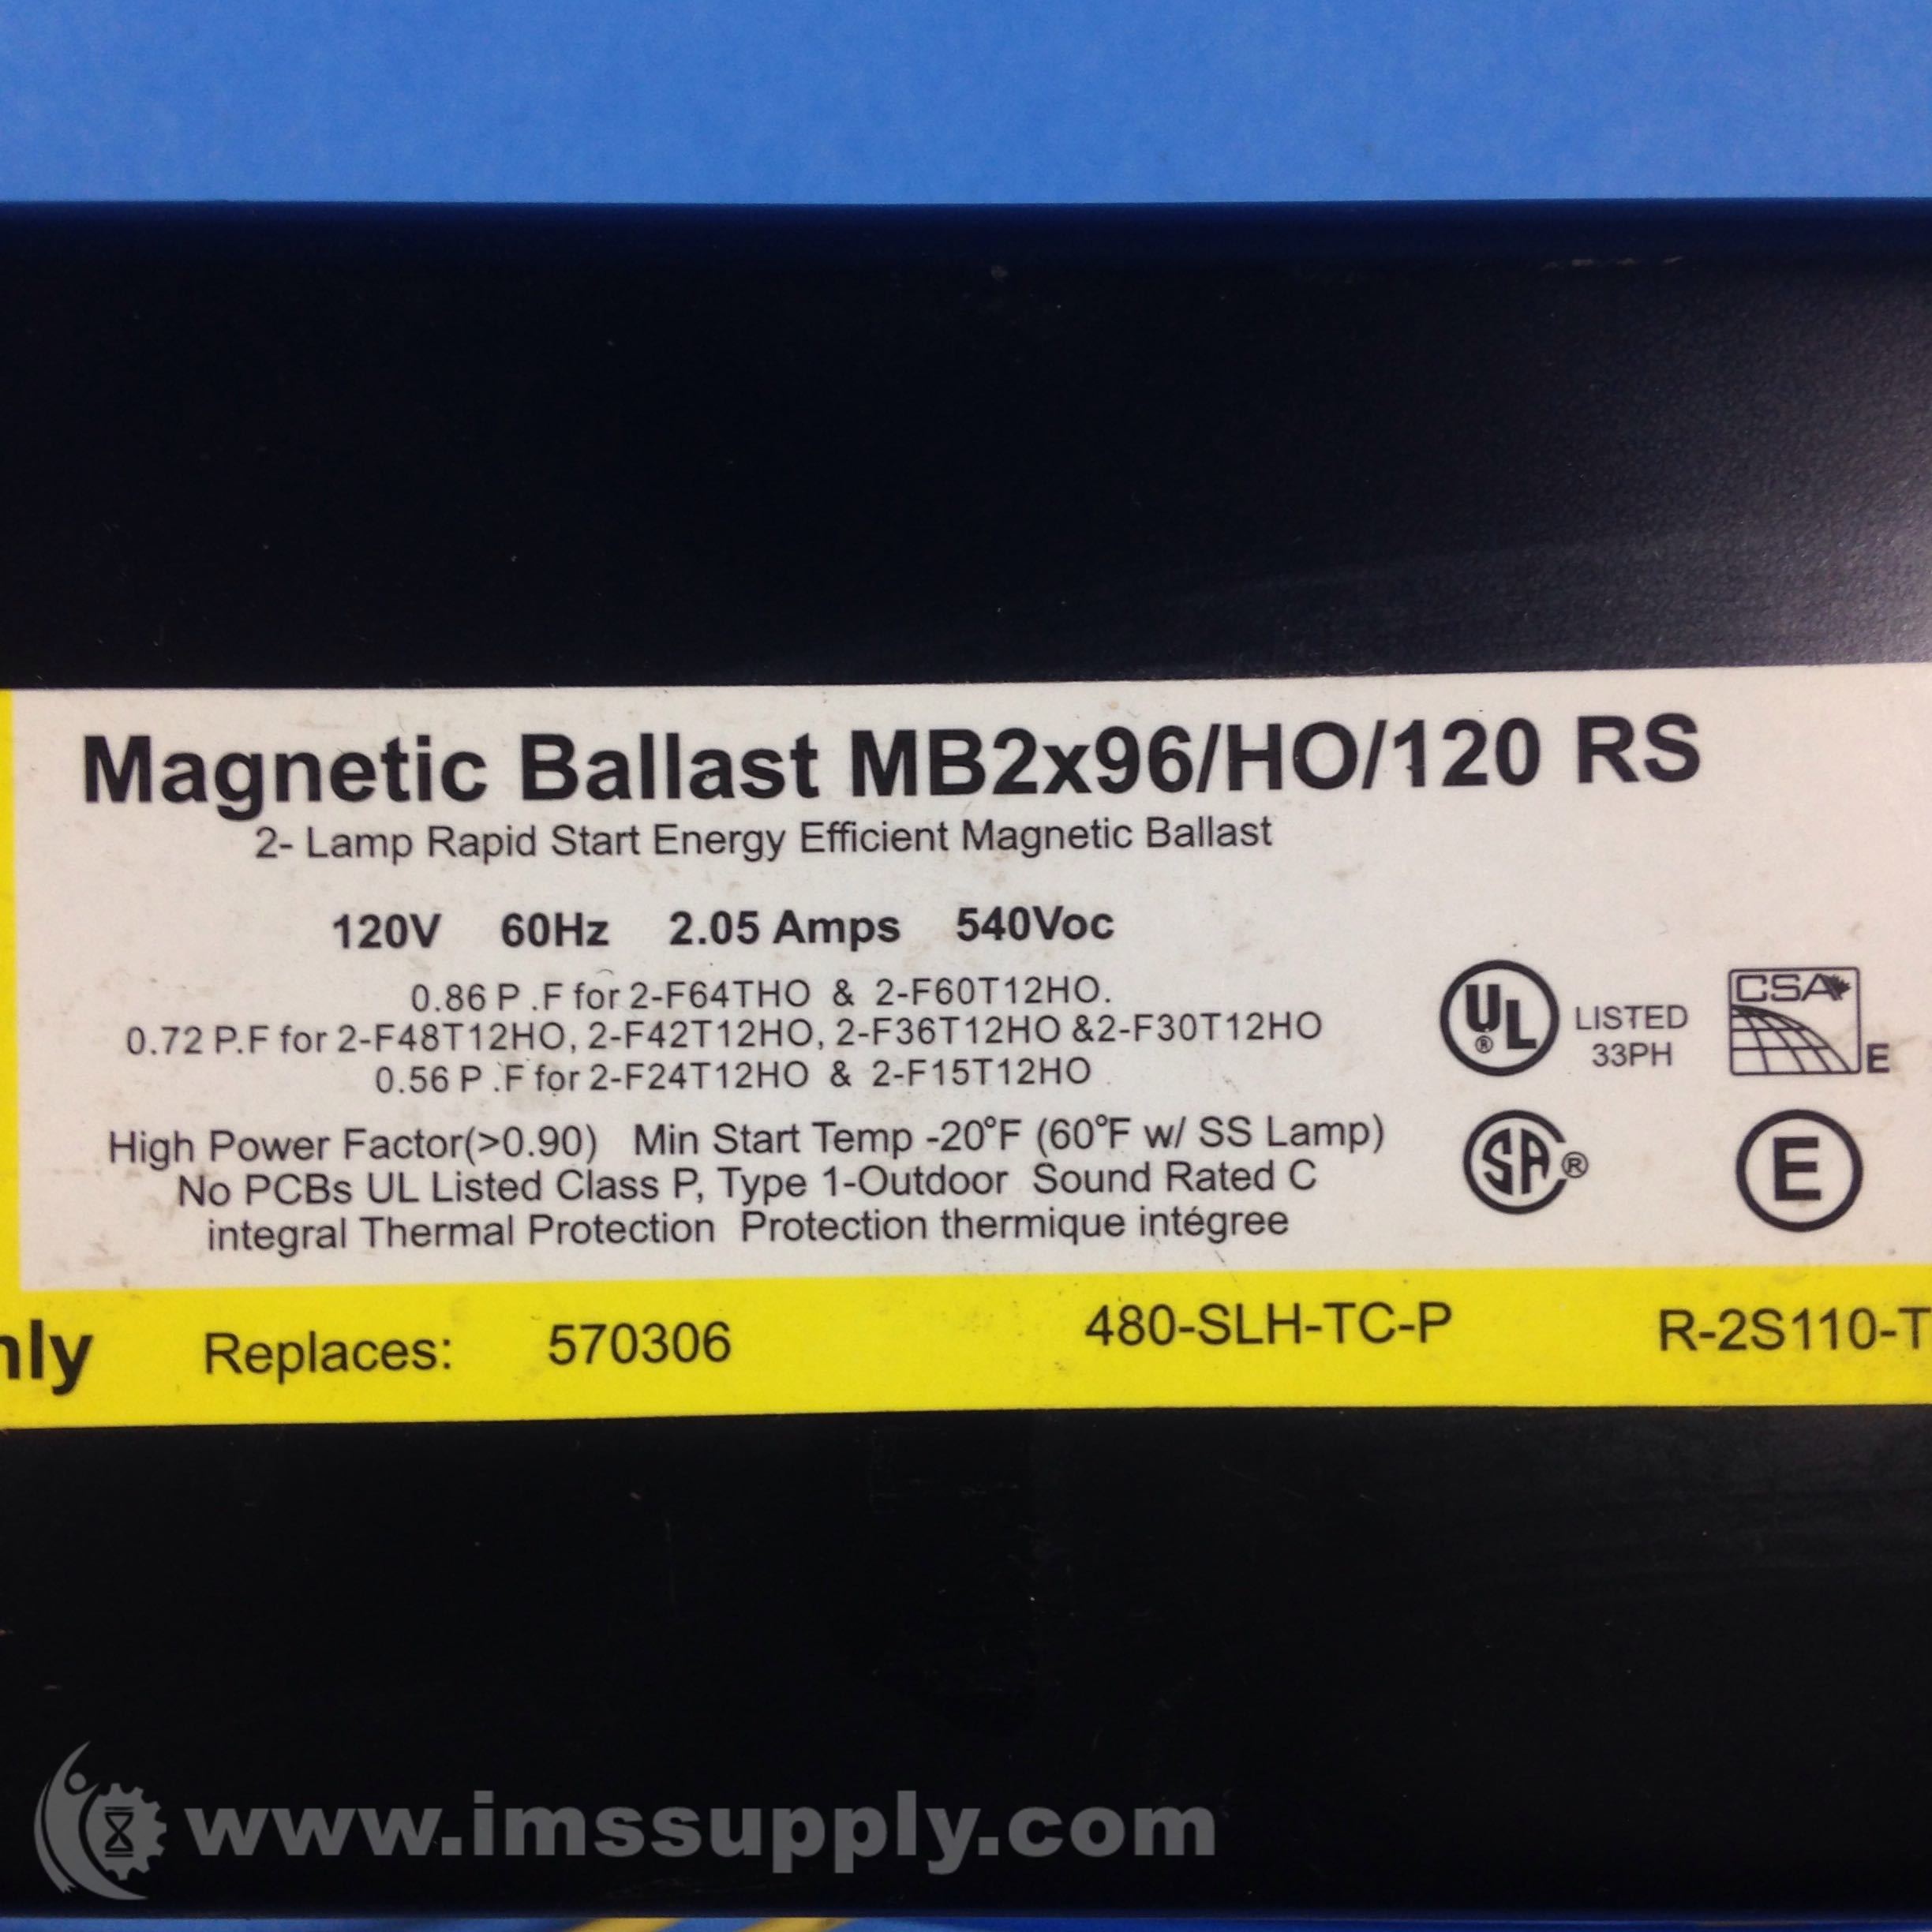 Magnetic Ballast MB2x96/HO/120 RS
2- Lamp Rapid Start Energy Efficient Magnetic Ballast
120V 60Hz 2.05 Amps 540Voc
0.86 P .F for 2-F64THO & 2-F60T12HO.
0.72 P.F for 2-F48T12HO, 2-F42T12HO, 2-F36T12HO &2-F30T12HO
0.56 P .F for 2-F24T12HO & 2-F15T12HO
High Power Factor(>0.90) Min Start Temp -20°F (60°F w/ SS Lamp)
No PCBs UL Listed Class P, Type 1-Outdoor Sound Rated C
integral Thermal Protection Protection thermique intégree
UL ® LISTED
33PH
CSA E
SA ®
E
Replaces: 570306 480-SLH-TC-P R-2S110-T
www.imssupply.com